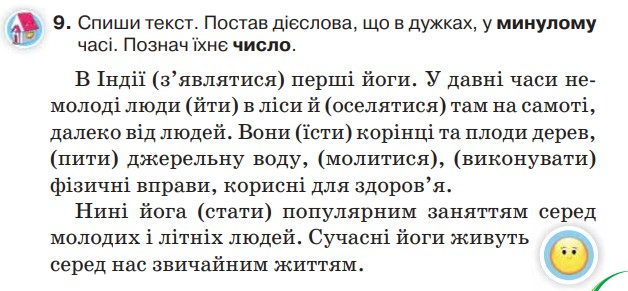 9. Спиши текст. Постав дієслова, що в дужках, у минулому
часі. Познач їхнє число.
В Індії (з’являтися) перші йоги. У давні часи не-
молоді люди (йти) в ліси й (оселятися) там на самоті,
далеко від людей. Вони (їсти) корінці та плоди дерев,
(пити) джерельну воду, (молитися), (виконувати)
фізичні вправи, корисні для здоров’я.
Нині йога (стати) популярним заняттям серед
молодих і літніх людей. Сучасні йоги живуть
серед нас звичайним життям.